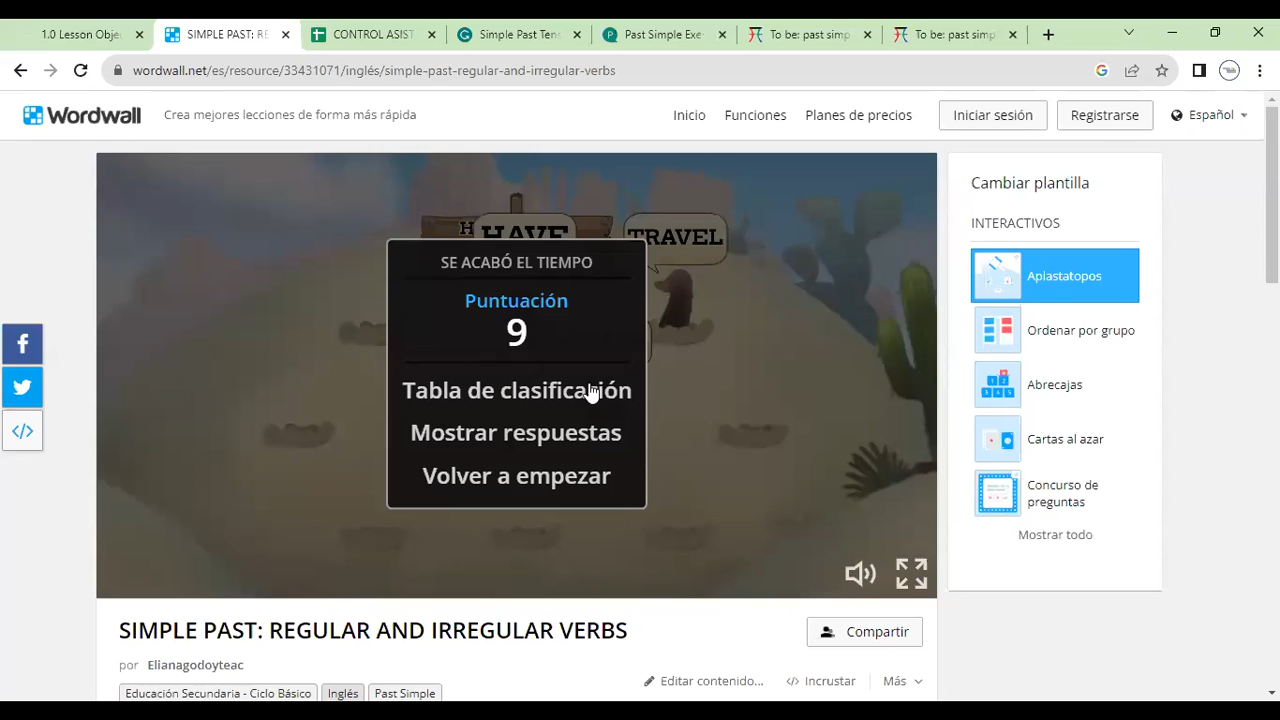 1.0 Lesson Obje
SIMPLE PAST: RE
CONTROL ASIST
Simple Past Tens
Past Simple Exe
To be: past simp
To be: past simp
wordwall.net/es/resource/33431071/inglés/simple-past-regular-and-irregular-verbs
Wordwall
Crea mejores lecciones de forma más rápida
Inicio
Funciones
Planes de precios
Iniciar sesión
Registrarse
Español
HAVE
TRAVEL
SE ACABÓ EL TIEMPO
Puntuación
9
Tabla de clasificación
Mostrar respuestas
Volver a empezar
Cambiar plantilla
INTERACTIVOS
Aplastatopos
Ordenar por grupo
Abrecajas
Cartas al azar
Concurso de
preguntas
Mostrar todo
SIMPLE PAST: REGULAR AND IRREGULAR VERBS
Compartir
por Elianagodoyteac
Editar contenido...
Incrustar
Más
Educación Secundaria - Ciclo Básico
Inglés
Past Simple